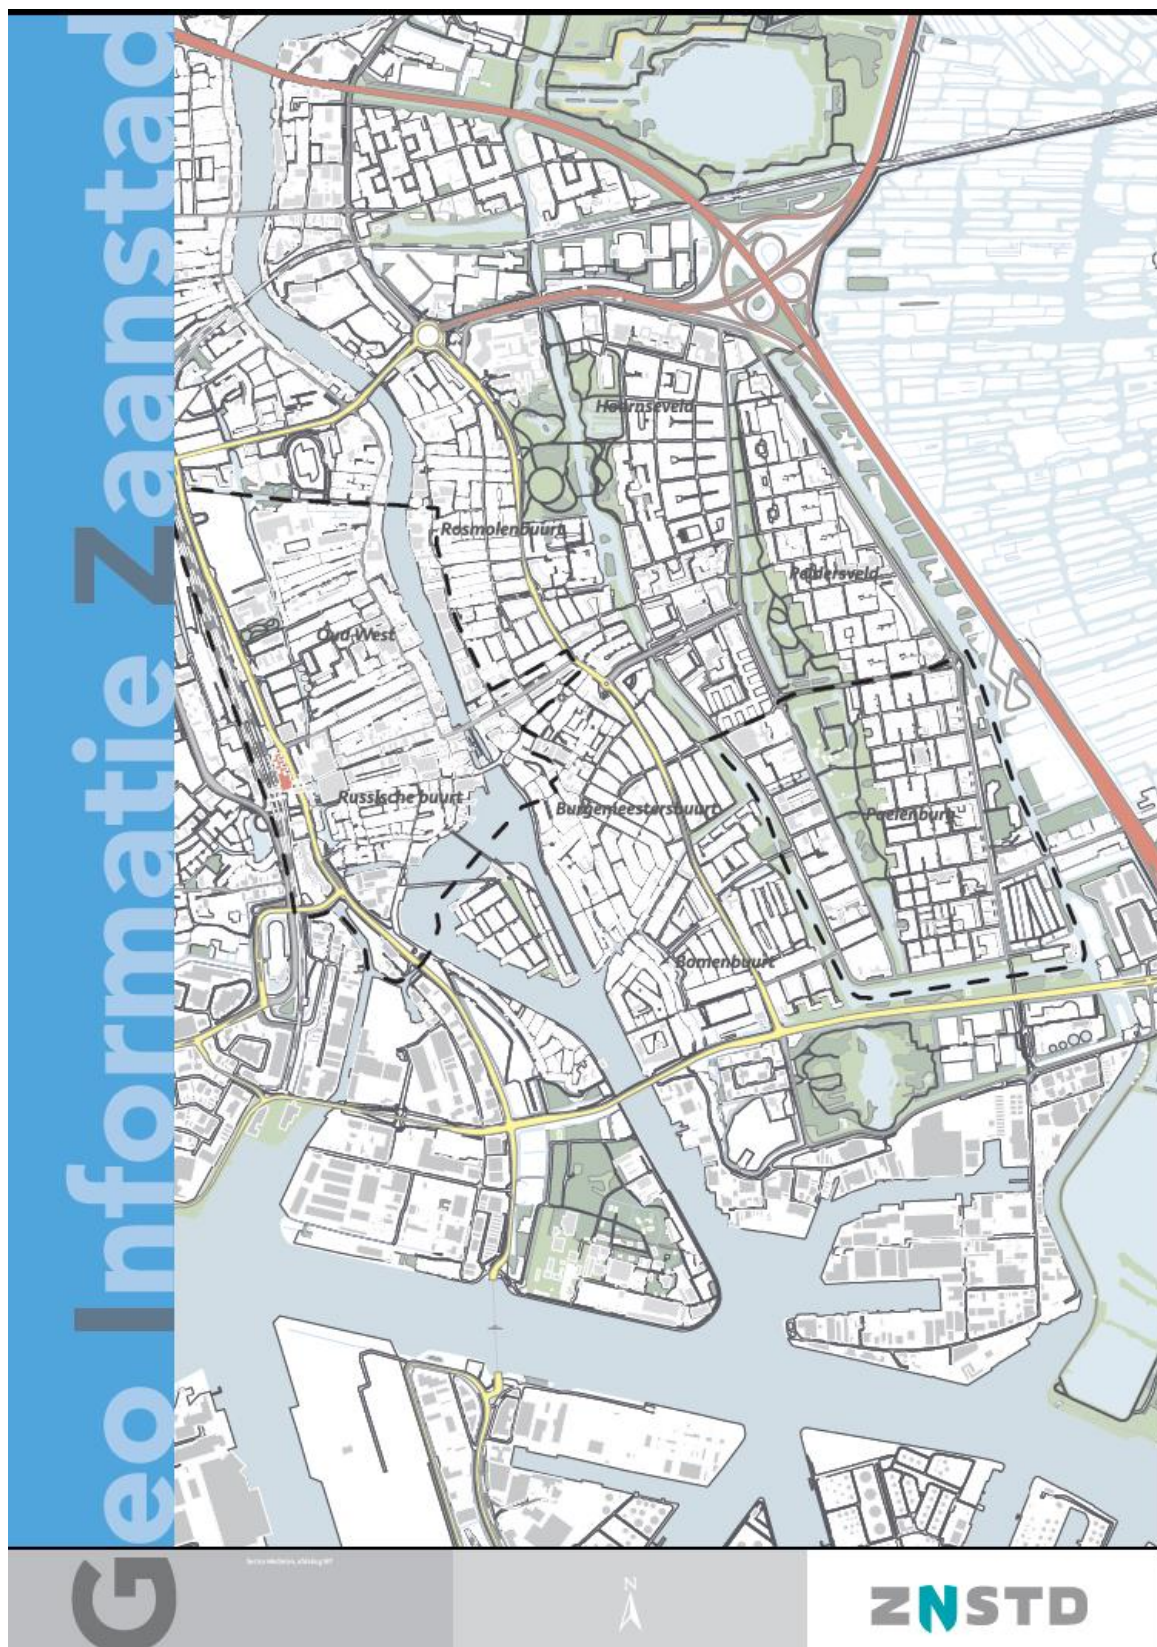 Geo Informatie Zaanstad
Hoornseveld
Rosmolenbuurt
Peldersveld
Oud West
Russische buurt
Burgemeestersbuurt
Poelenburg
Bomenbuurt
N
ZNSTD